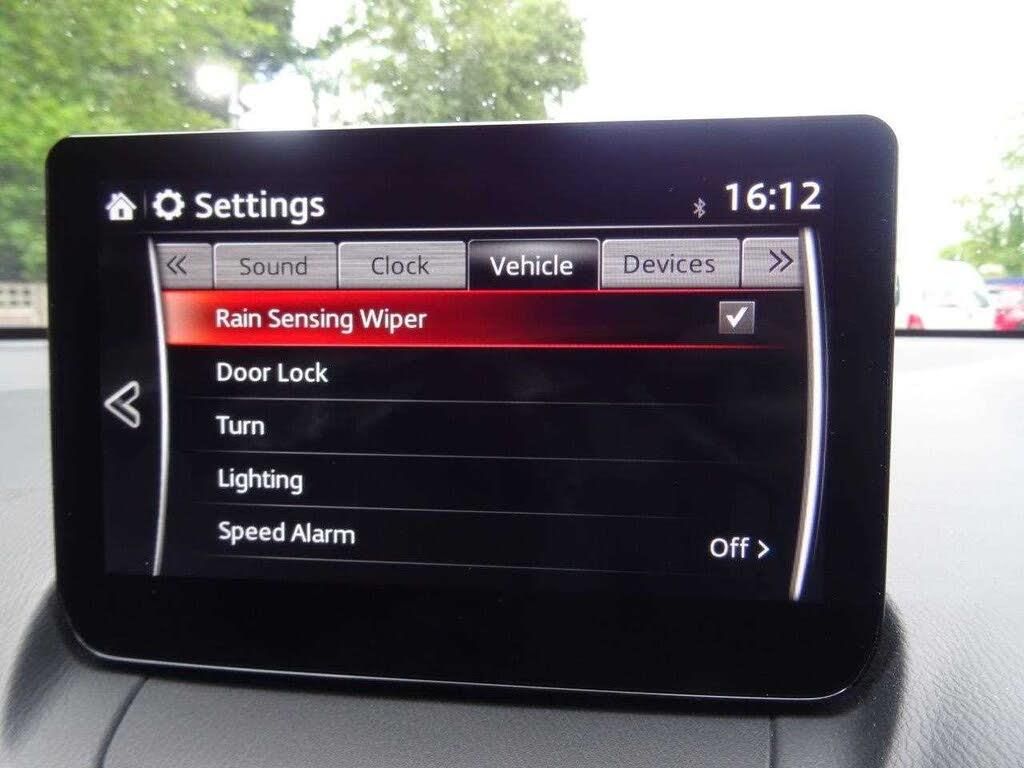 Settings 16:12
« Sound Clock Vehicle Devices »
Rain Sensing Wiper
Door Lock
Turn
Lighting
Speed Alarm Off >